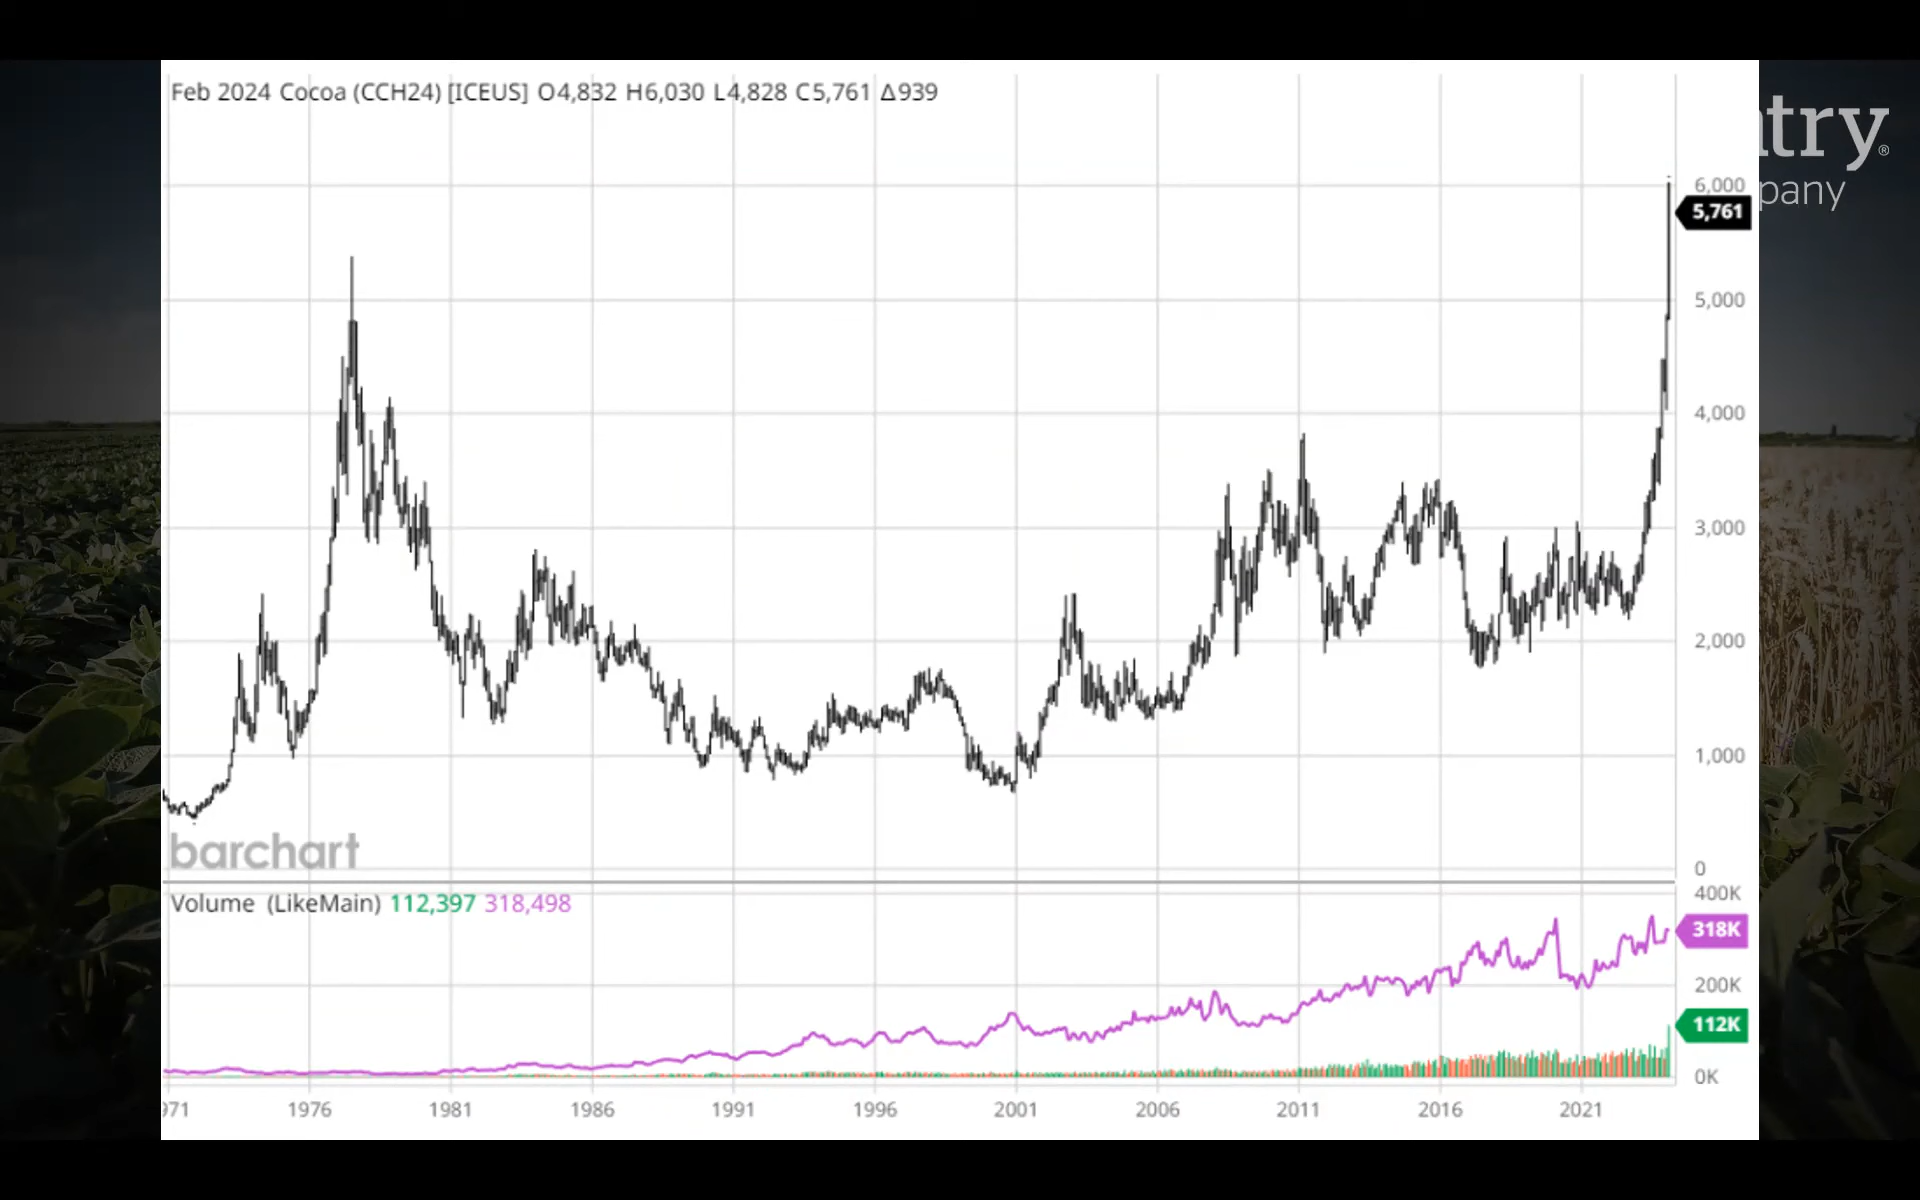 Feb 2024 Cocoa (CCH24) [ICEUS] O4,832 H6,030 L4,828 C5,761 Δ939
ntry®
pany
6,000
5,761
5,000
4,000
3,000
2,000
1,000
0
barchart
Volume (LikeMain) 112,397 318,498
400K
318K
200K
112K
0K
971 1976 1981 1986 1991 1996 2001 2006 2011 2016 2021